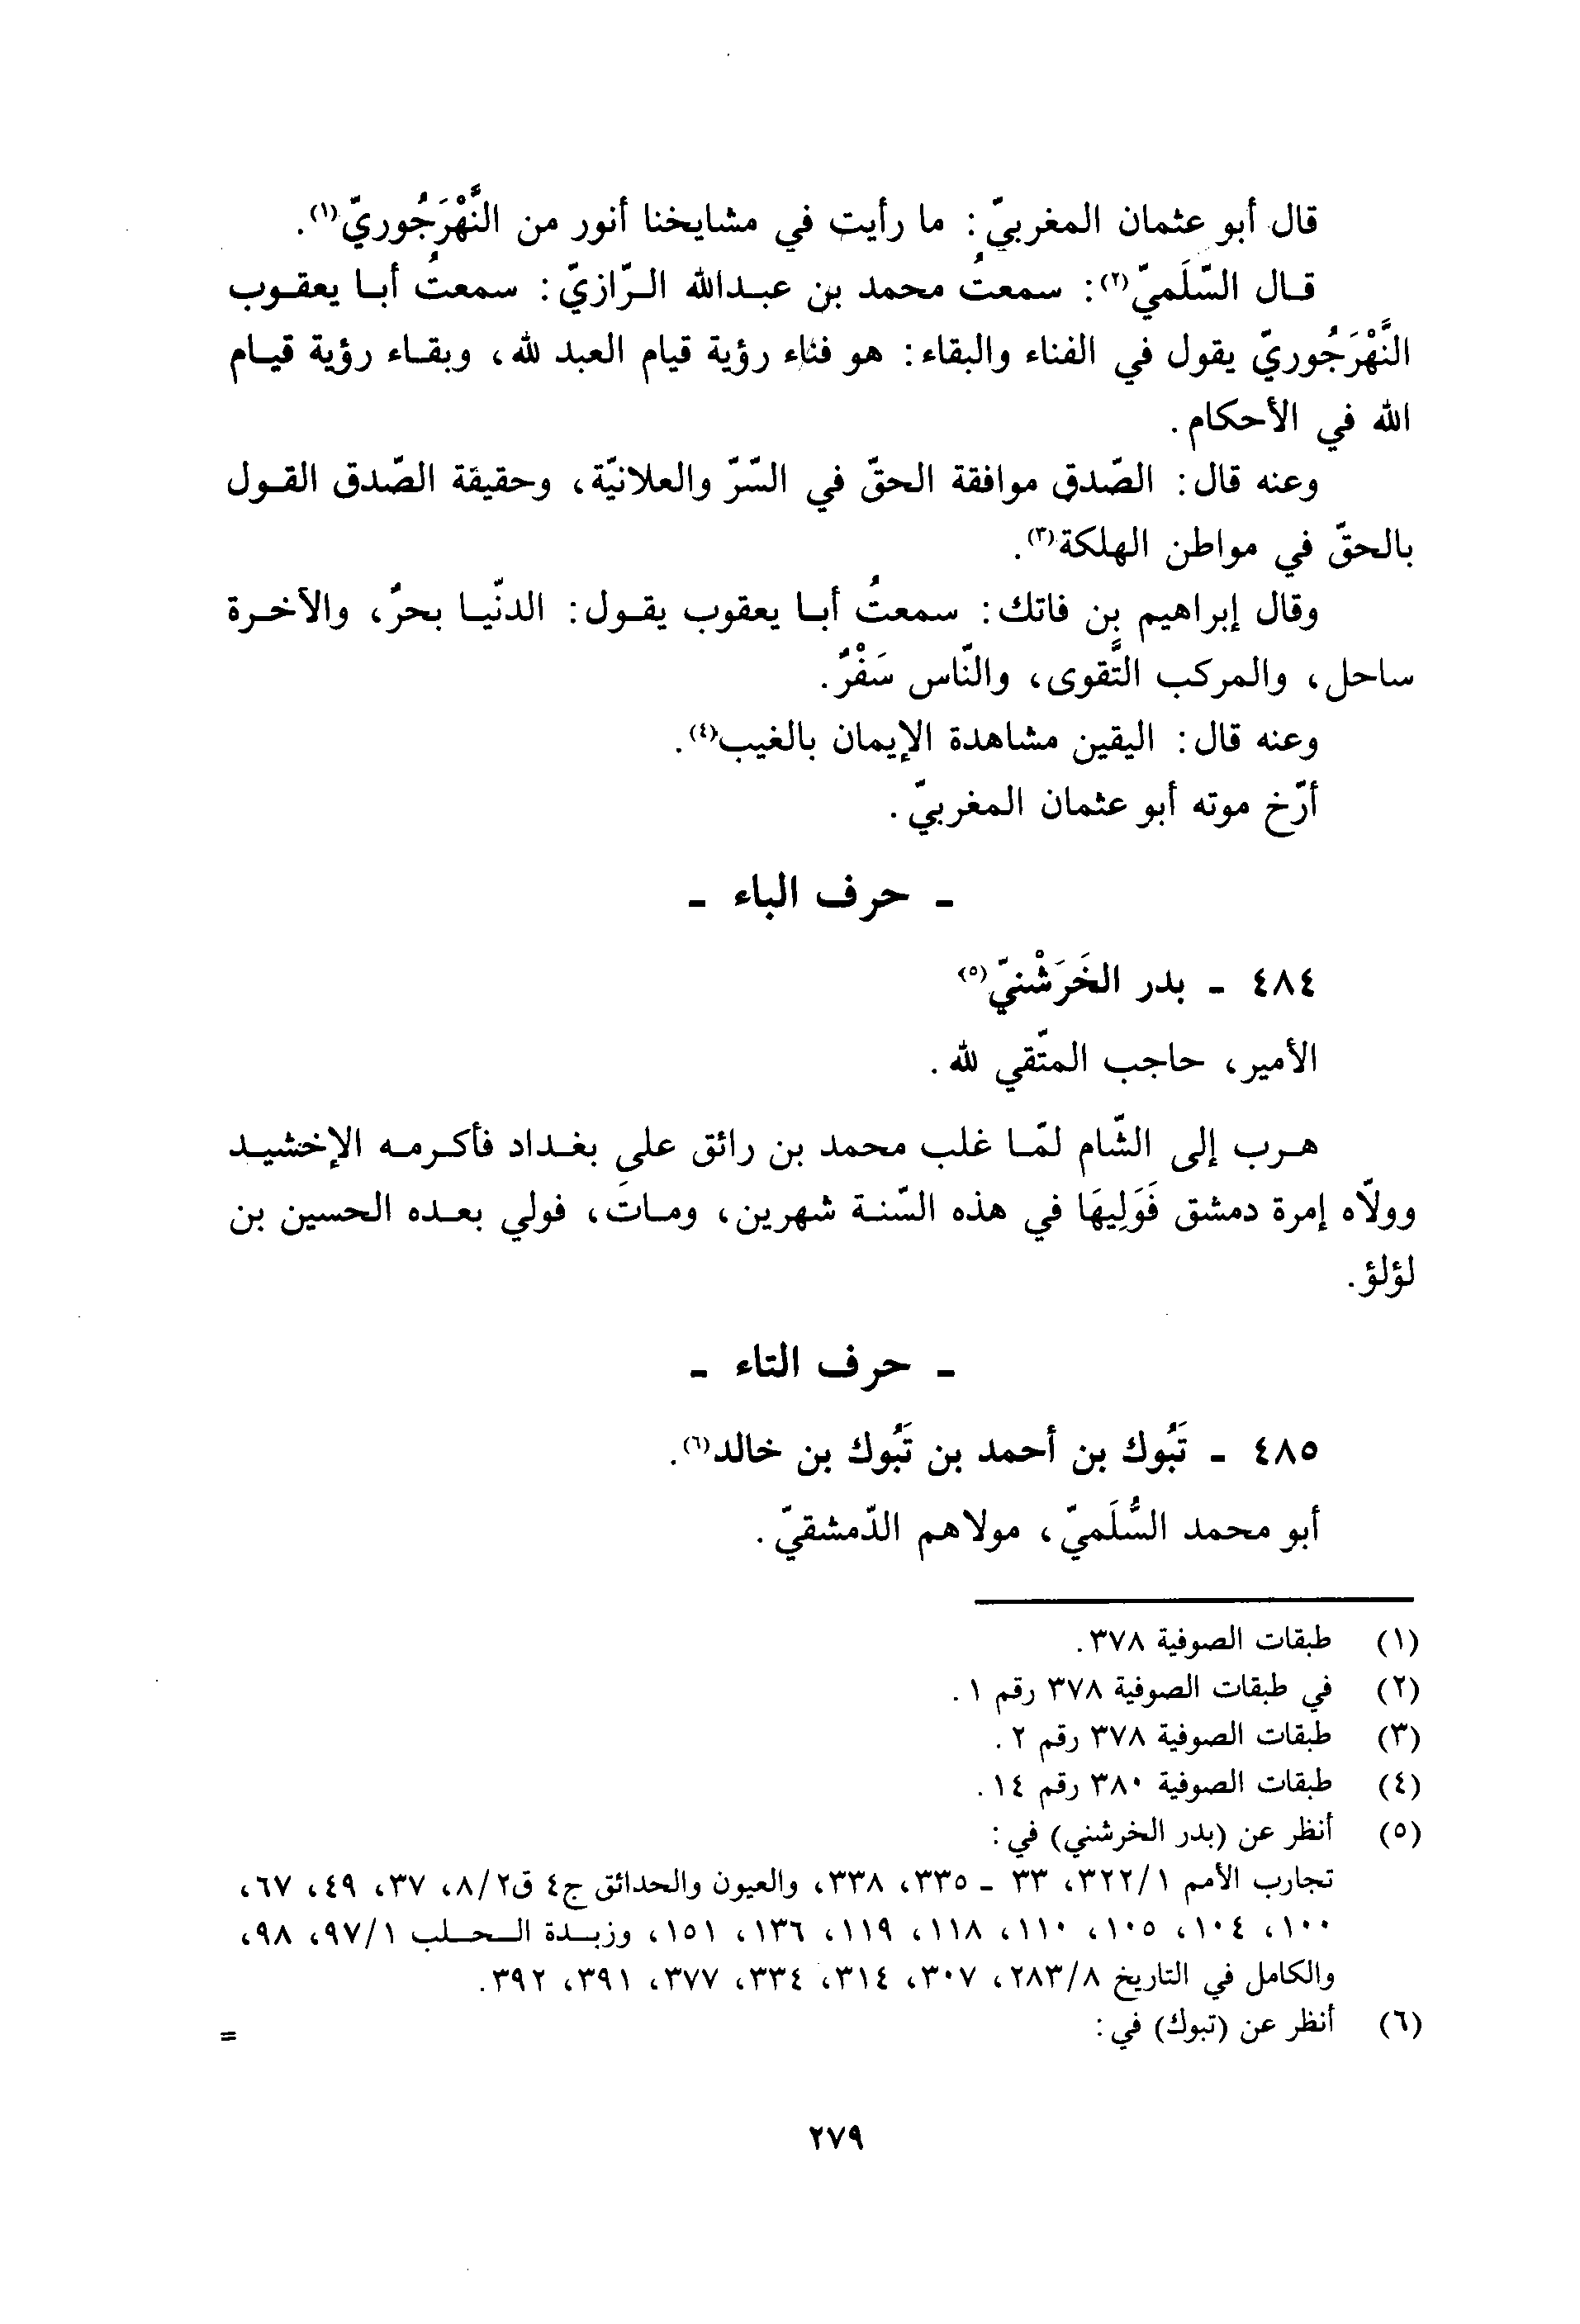 قال أبو عثمان المغربيّ: ما رأيت في مشايخنا أنور من النَّهْرَجُوريّ(١).
قال السّلَميّ(٢): سمعتُ محمد بن عبدالله الرّازيّ: سمعتُ أبا يعقوب
النَّهْرَجُوريّ يقول في الفناء والبقاء: هو فناء رؤية قيام العبد لله، وبقاء رؤية قيام
الله في الأحكام.
وعنه قال: الصّدق موافقة الحقّ في السّرّ والعلانيّة، وحقيقة الصّدق القول
بالحقّ في مواطن الهلكة(٣).
وقال إبراهيم بن فاتك: سمعتُ أبا يعقوب يقول: الدنّيا بحرٌ، والآخرة
ساحل، والمركب التَّقوى، والنّاس سَفْرٌ.
وعنه قال: اليقين مشاهدة الإيمان بالغيب(٤).
أرّخ موته أبو عثمان المغربيّ.
- حرف الباء -
٤٨٤ - بدر الخَرَشْنيّ(٥)
الأمير، حاجب المتّقي لله.
هرب إلى الشّام لمّا غلب محمد بن رائق على بغداد فأكرمه الإخشيد
وولاّه إمرة دمشق فَوَلِيهَا في هذه السّنة شهرين، ومات، فولي بعده الحسين بن
لؤلؤ.
- حرف التاء -
٤٨٥ - تَبُوك بن أحمد بن تَبُوك بن خالد(٦).
أبو محمد السُّلَميّ، مولاهم الدّمشقيّ.
(١) طبقات الصوفية ٣٧٨.
(٢) في طبقات الصوفية ٣٧٨ رقم ١.
(٣) طبقات الصوفية ٣٧٨ رقم ٢.
(٤) طبقات الصوفية ٣٨٠ رقم ١٤.
(٥) أنظر عن (بدر الخرشني) في:
تجارب الأمم ٣٢٢/١، ٣٣ - ٣٣٥، ٣٣٨، والعيون والحدائق ج٤ ق٨/٢، ٣٧، ٤٩، ٦٧،
١٠٠، ١٠٤، ١٠٥، ١١٠، ١١٨، ١١٩، ١٣٦، ١٥١، وزبدة الحلب ٩٧/١، ٩٨،
والكامل في التاريخ ٢٨٣/٨، ٣٠٧، ٣١٤، ٣٣٤، ٣٧٧، ٣٩١، ٣٩٢.
(٦) أنظر عن (تبوك) في: =
٢٧٩